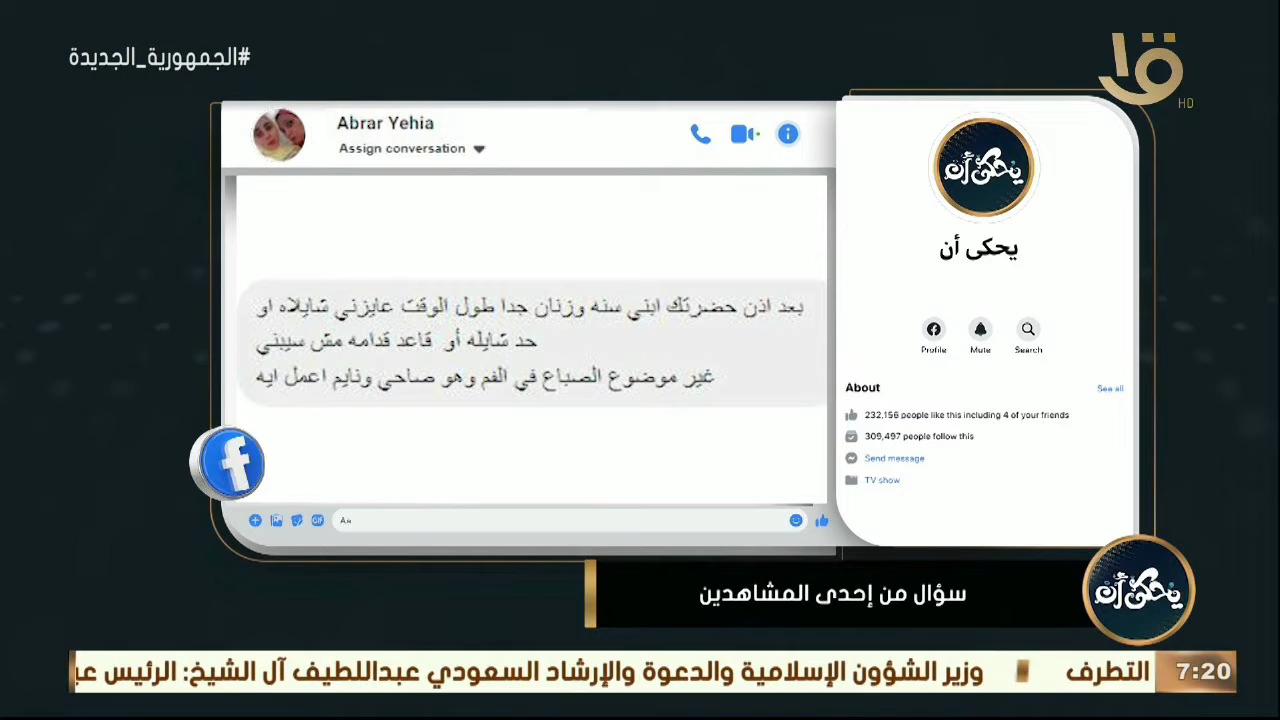 #الجمهورية_الجديدة
HD
Abrar Yehia
Assign conversation
يحكى أن
يحكى أن
بعد اذن حضرتك ابني سنه وزنان جدا طول الوقت عايزني شايلاه او
حد شايله أو قاعد قدامه مش سيبني
غير موضوع الصباع في الفم وهو صاحي ونايم اعمل ايه
Profile
Mute
Search
About
See all
232,156 people like this including 4 of your friends
309,497 people follow this
Send message
TV show
GIF
Aa
سؤال من إحدى المشاهدين
يحكى أن
7:20
التطرف
وزير الشؤون الإسلامية والدعوة والإرشاد السعودي عبداللطيف آل الشيخ: الرئيس عبـ